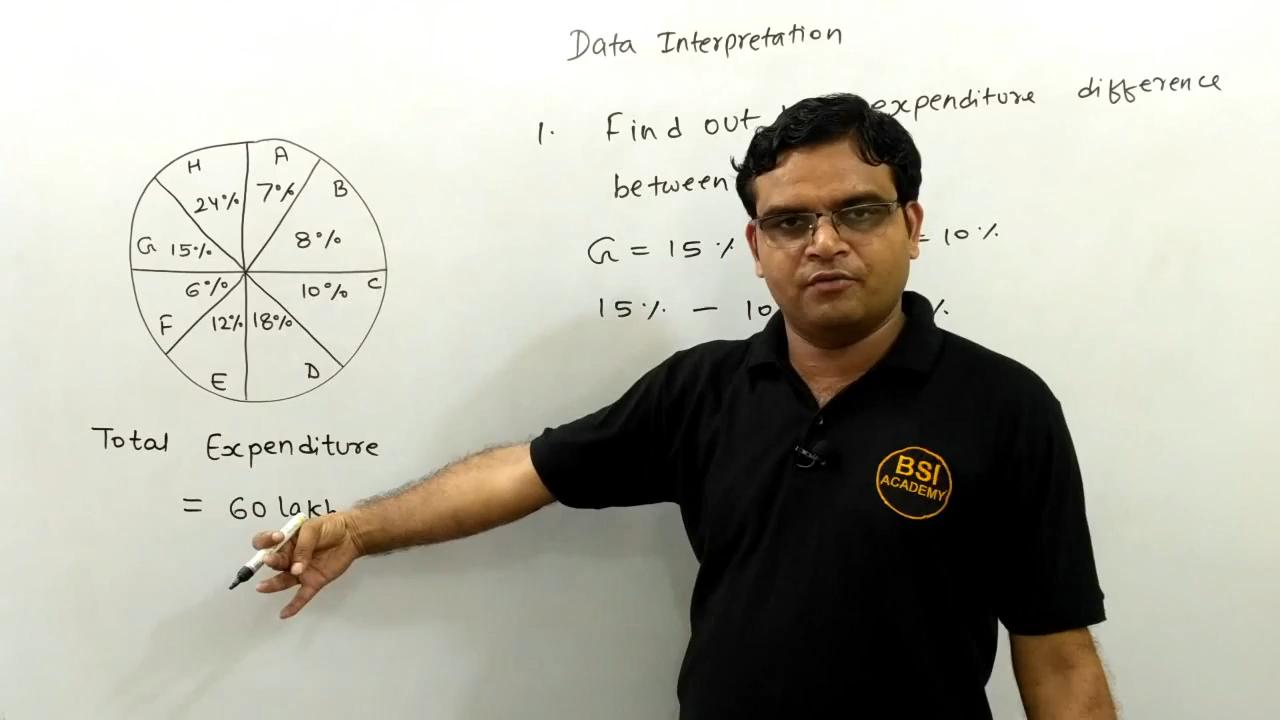 Data Interpretation
1. Find out expenditure difference
between
G = 15% = 10%
15% - 10 %
H
24%
A
7%
B
8%
G 15%
10% C
6%
F
12%
18%
E
D
Total Expenditure
= 60 lakh
BSI
ACADEMY